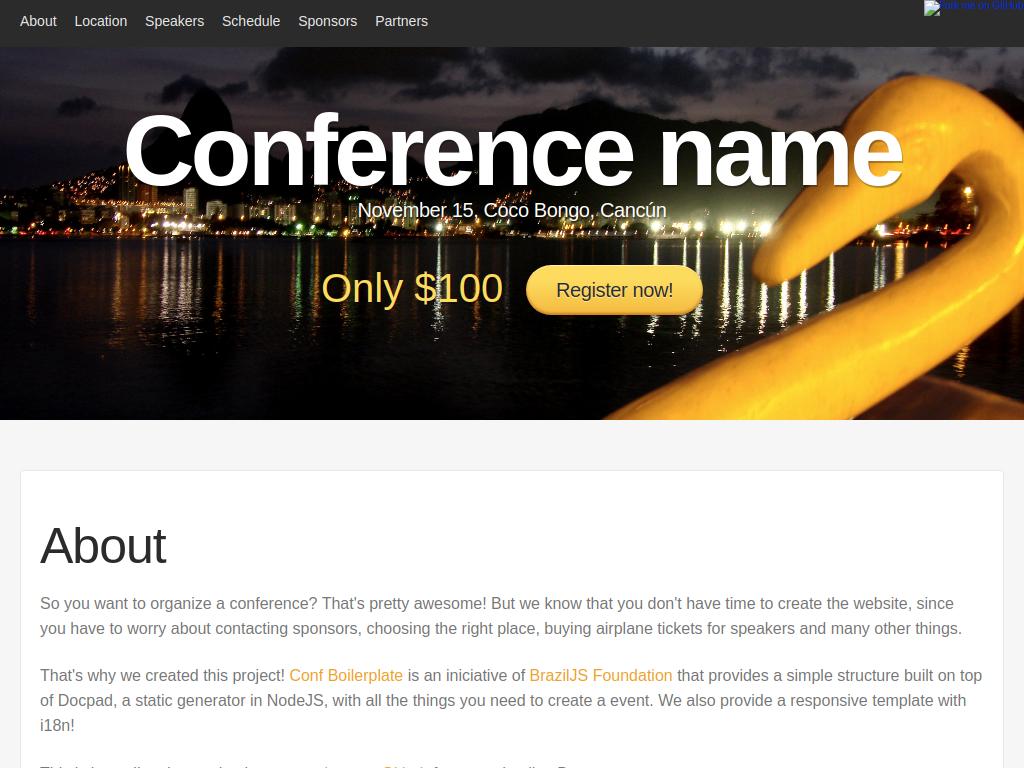 About Location Speakers Schedule Sponsors Partners
Fork me on GitHub
Conference name
November 15, Coco Bongo, Cancún
Only $100 Register now!
About
So you want to organize a conference? That's pretty awesome! But we know that you don't have time to create the website, since
you have to worry about contacting sponsors, choosing the right place, buying airplane tickets for speakers and many other things.
That's why we created this project! Conf Boilerplate is an iniciative of BrazilJS Foundation that provides a simple structure built on top
of Docpad, a static generator in NodeJS, with all the things you need to create a event. We also provide a responsive template with
i18n!